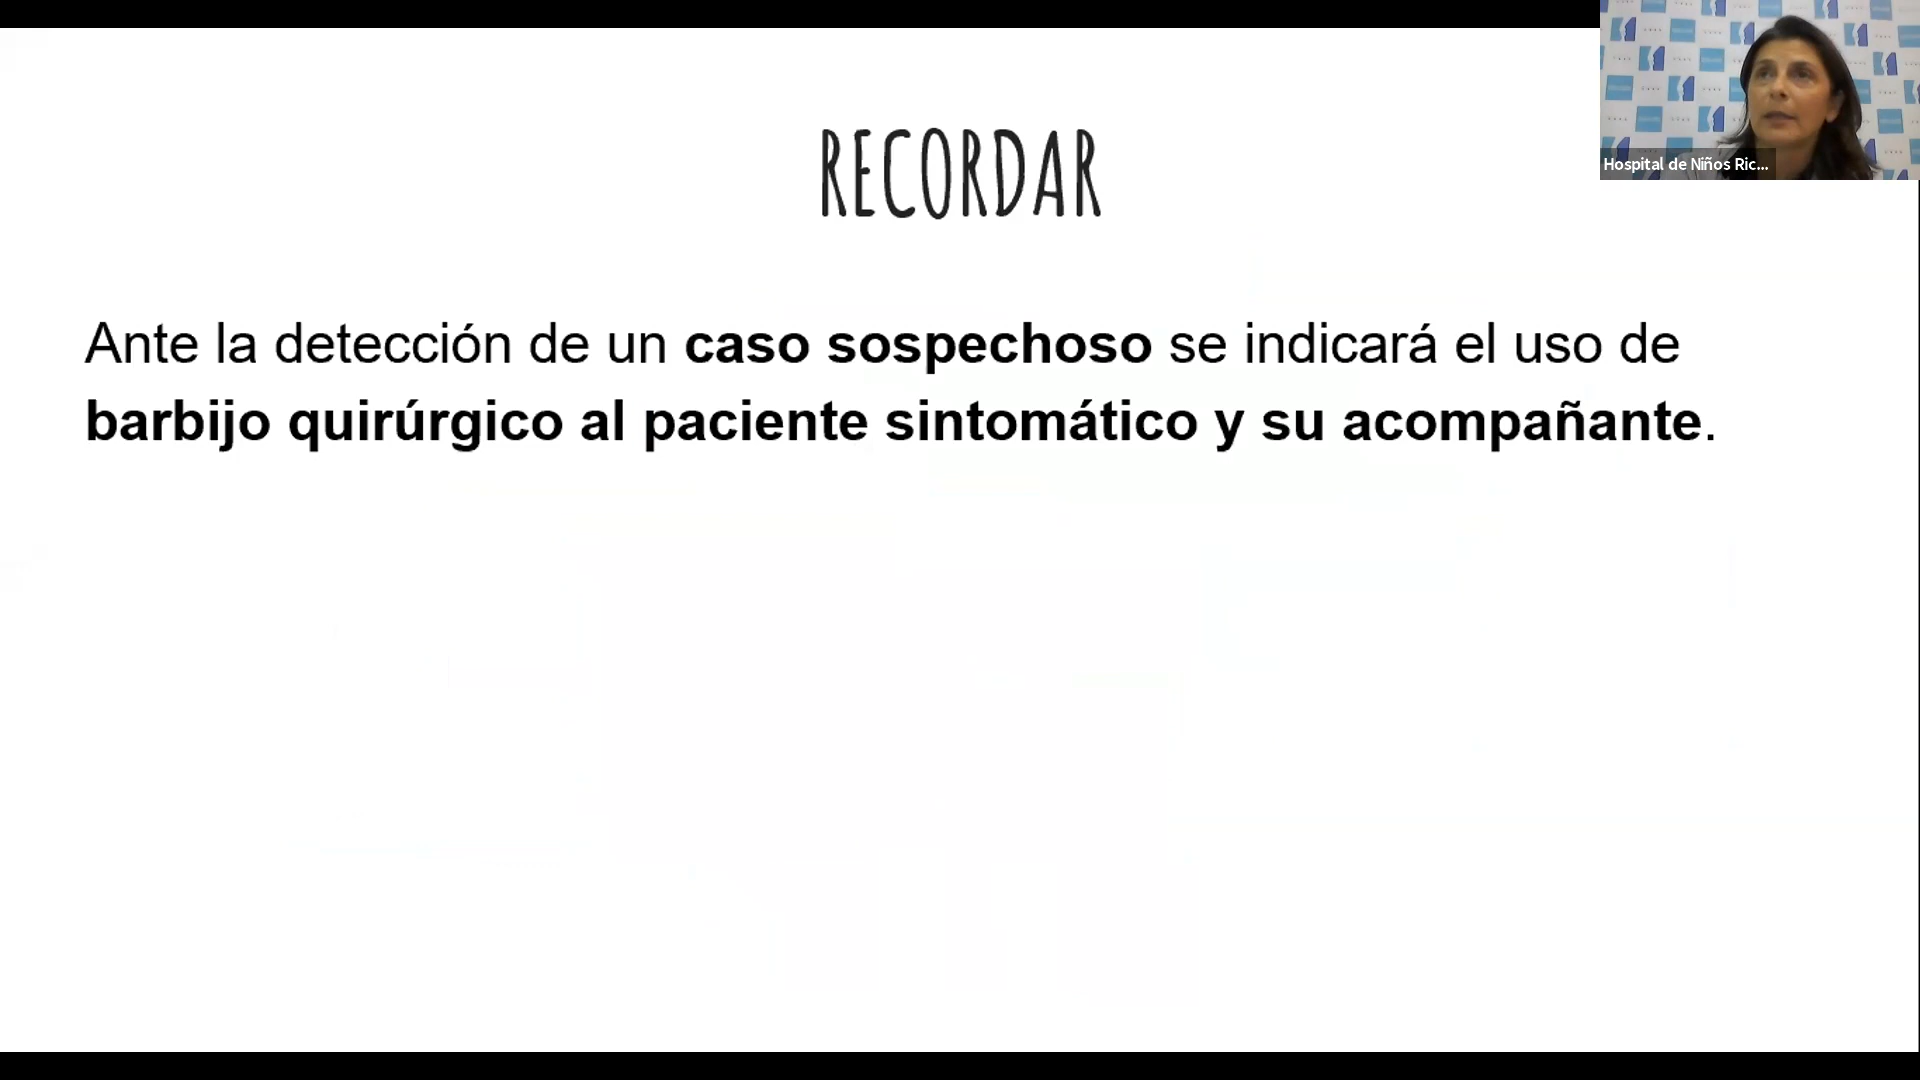 RECORDAR
Ante la detección de un caso sospechoso se indicará el uso de
barbijo quirúrgico al paciente sintomático y su acompañante.
Hospital de Niños Ric...